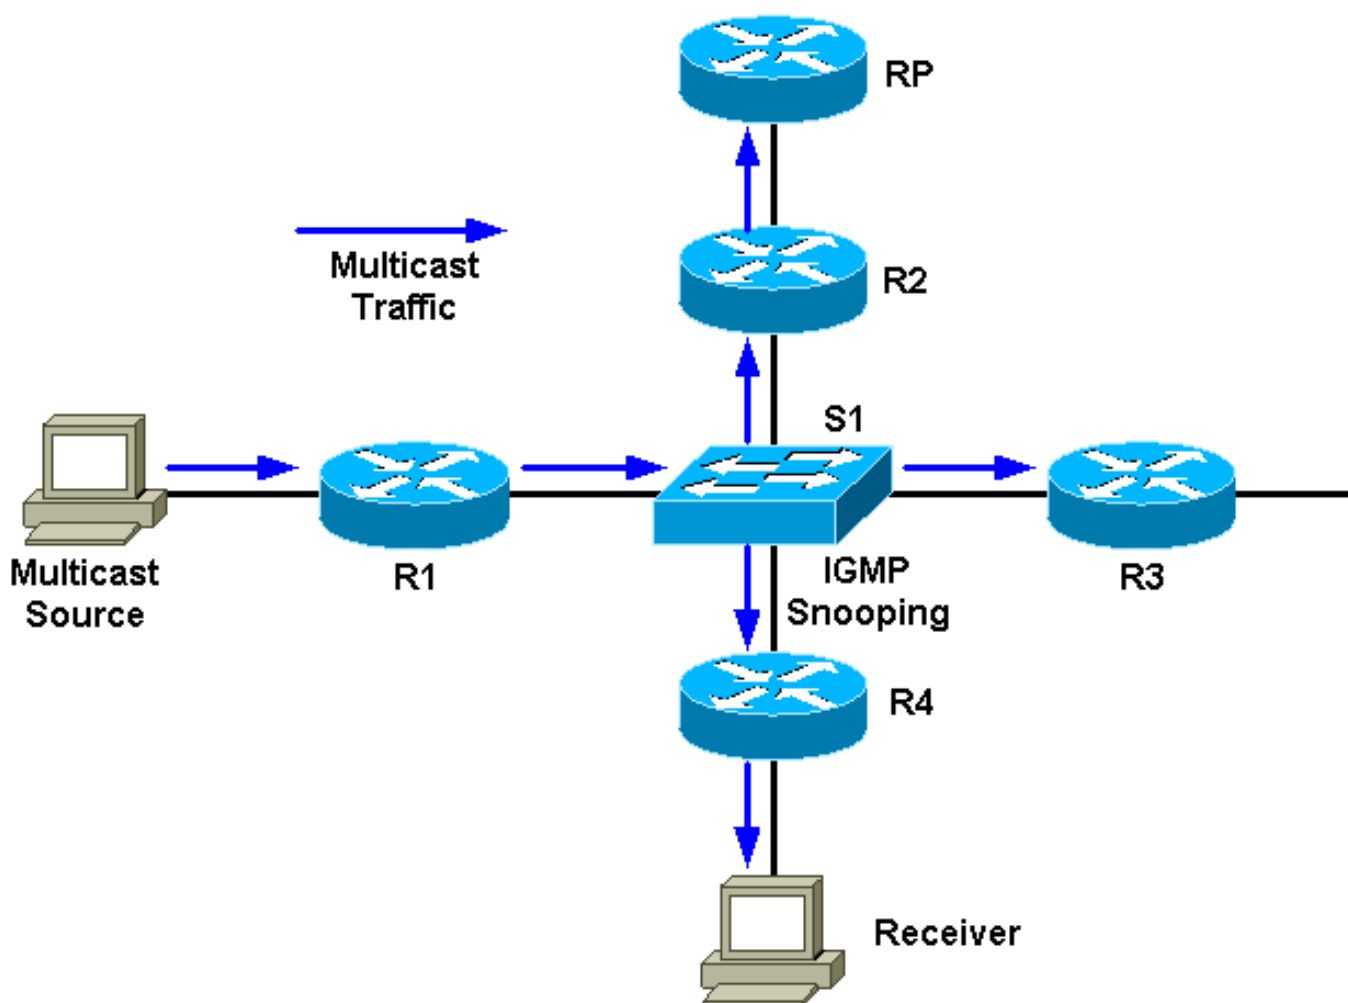 RP
Multicast
Traffic
R2
S1
Multicast
Source
R1
IGMP
Snooping
R3
R4
Receiver